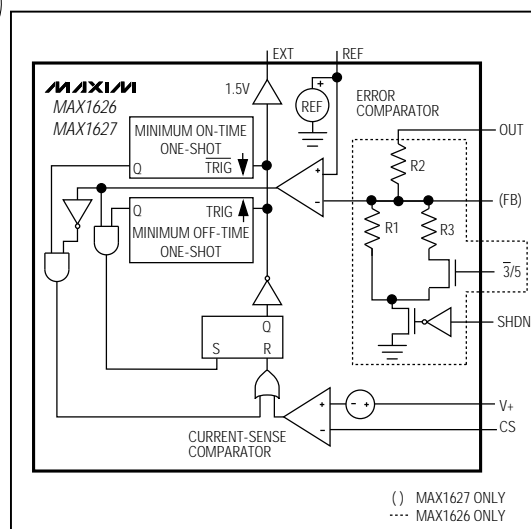 EXT
REF
MAXIM
MAX1626
MAX1627
1.5V
+
-
REF
ERROR
COMPARATOR
OUT
MINIMUM ON-TIME
ONE-SHOT
Q
TRIG
R2
+
-
(FB)
Q
TRIG
MINIMUM OFF-TIME
ONE-SHOT
R1
R3
3/5
Q
S
R
SHDN
+
-
- +
V+
CS
CURRENT-SENSE
COMPARATOR
( ) MAX1627 ONLY
---- MAX1626 ONLY